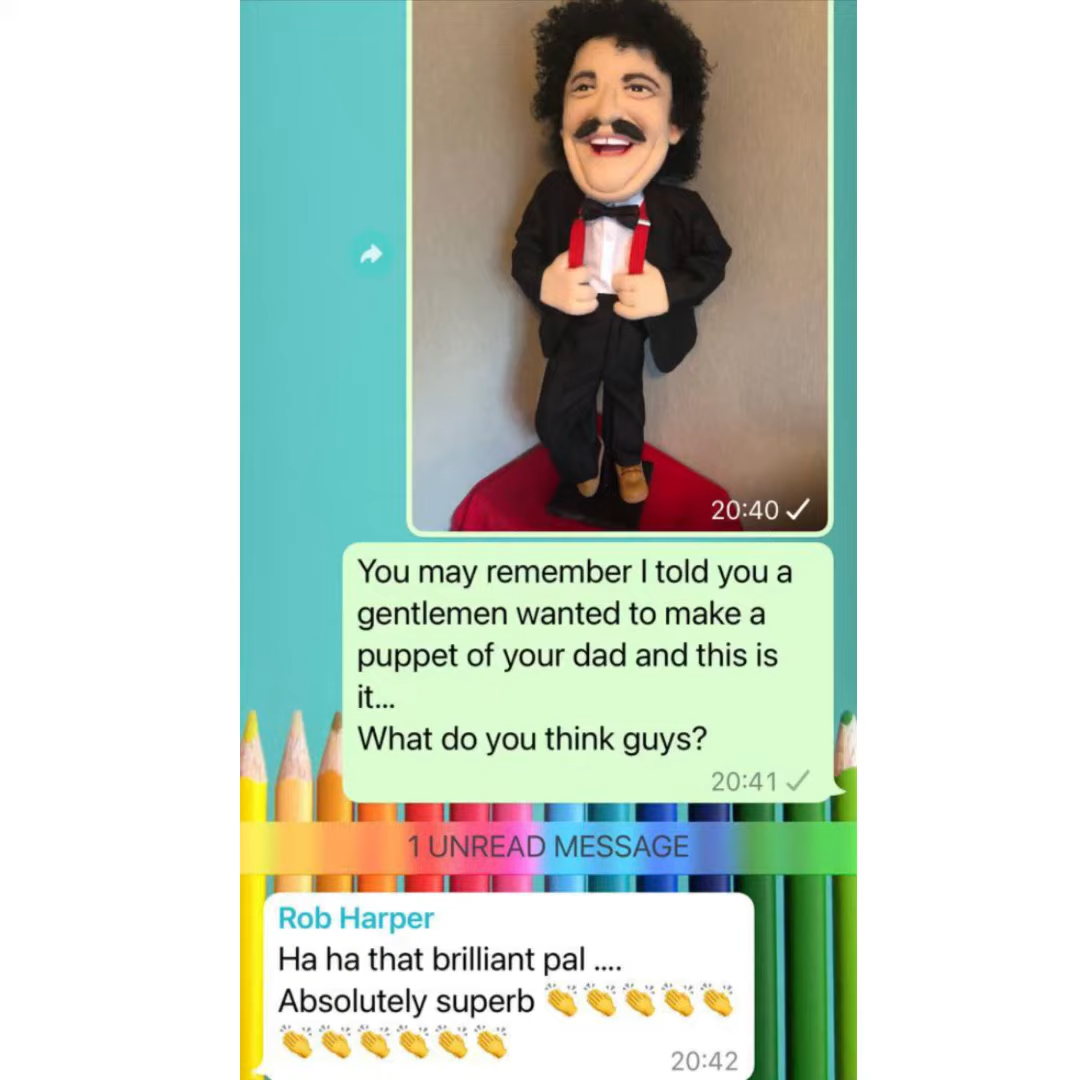 20:40
You may remember I told you a
gentlemen wanted to make a
puppet of your dad and this is
it...
What do you think guys?
20:41
1 UNREAD MESSAGE
Rob Harper
Ha ha that brilliant pal ....
Absolutely superb 👏👏👏👏👏
👏👏👏👏👏👏
20:42